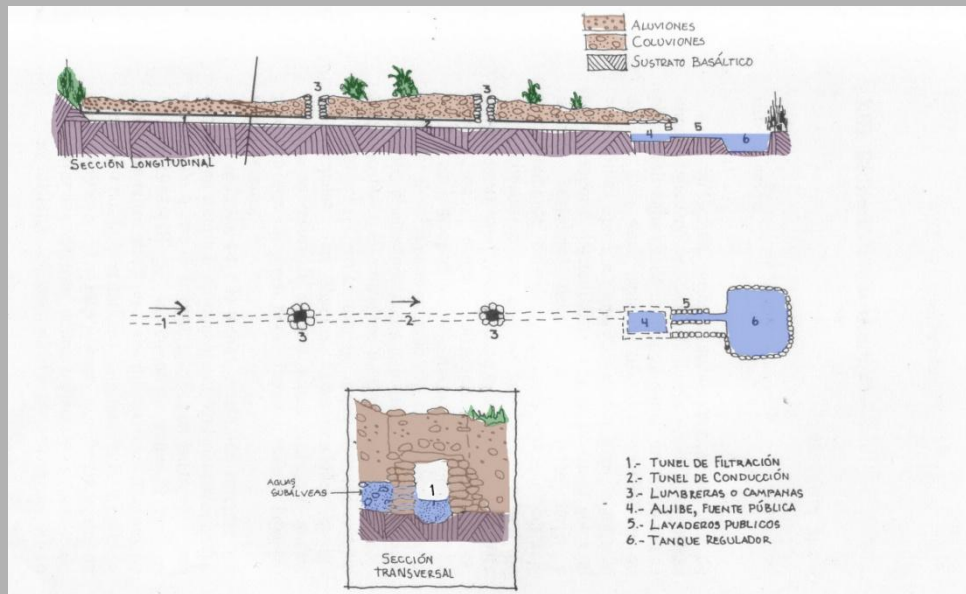 ALUVIONES
COLUVIONES
SUSTRATO BASÁLTICO
3
3
1
2
4
5
6
SECCIÓN LONGITUDINAL
1
3
2
3
4
5
6
AGUAS
SUBÁLVEAS
1
SECCIÓN
TRANSVERSAL
1.- TUNEL DE FILTRACIÓN
2.- TUNEL DE CONDUCCIÓN
3.- LUMBRERAS O CAMPANAS
4.- ALJIBE, FUENTE PÚBLICA
5.- LAVADEROS PUBLICOS
6.- TANQUE REGULADOR